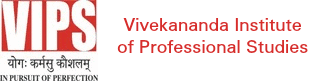 VIPS
योगः कर्मसु कौशलम्
IN PURSUIT OF PERFECTION
Vivekananda Institute
of Professional Studies